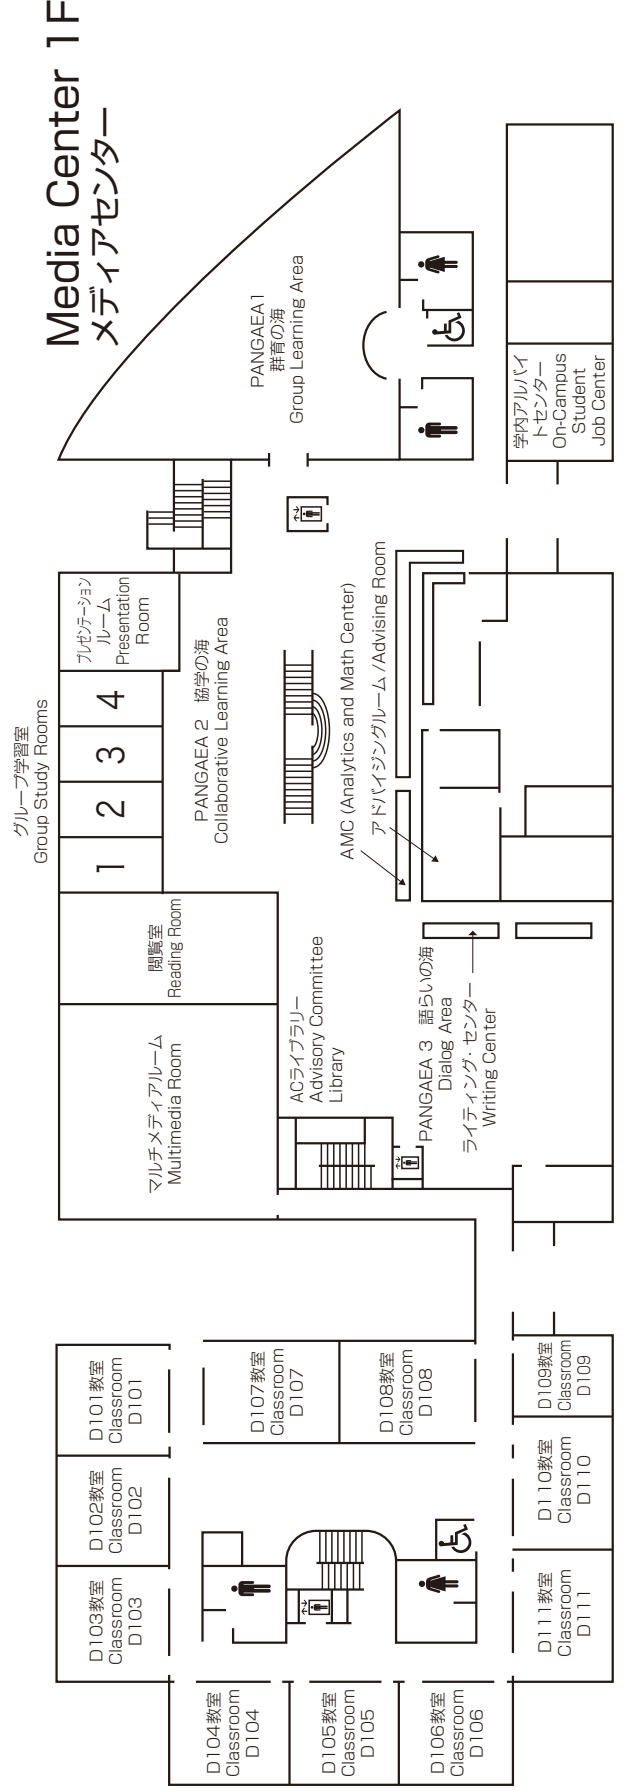 Media Center 1F
メディアセンター
PANGAEA1
群育の海
Group Learning Area
学内アルバイ
トセンター
On-Campus
Student
Job Center
プレゼンテーション
ルーム
Presentation
Room
グループ学習室
Group Study Rooms
4
3
2
1
PANGAEA 2 協学の海
Collaborative Learning Area
AMC (Analytics and Math Center)
アドバイジングルーム/Advising Room
閲覧室
Reading Room
マルチメディアルーム
Multimedia Room
ACライブラリー
Advisory Committee
Library
PANGAEA 3 語らいの海
Dialog Area
ライティング・センター
Writing Center
D101教室
Classroom
D101
D102教室
Classroom
D102
D103教室
Classroom
D103
D104教室
Classroom
D104
D105教室
Classroom
D105
D106教室
Classroom
D106
D107教室
Classroom
D107
D108教室
Classroom
D108
D109教室
Classroom
D109
D110教室
Classroom
D110
D111教室
Classroom
D111